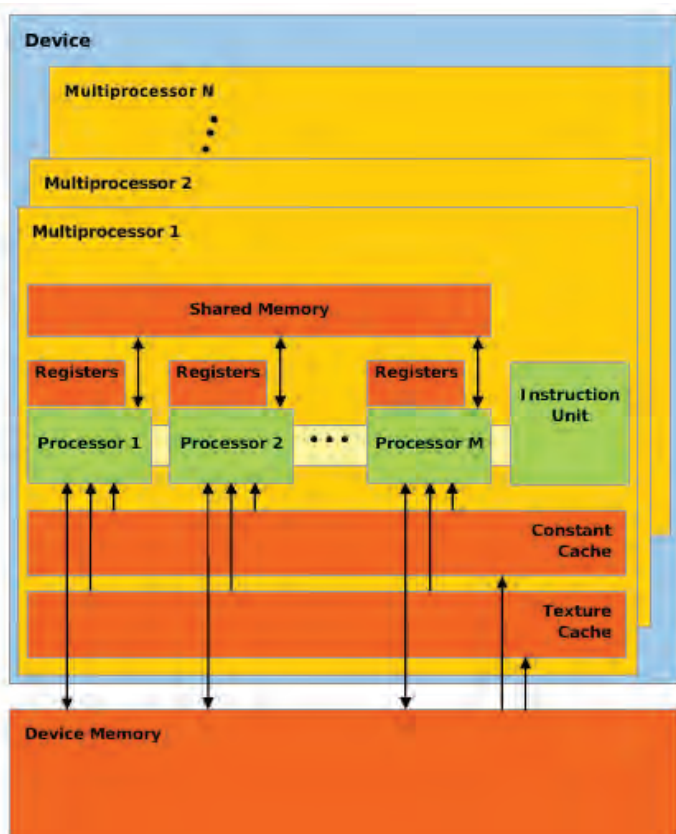 Device
Multiprocessor N
Multiprocessor 2
Multiprocessor 1
Shared Memory
Registers
Registers
Registers
Instruction
Unit
Processor 1
Processor 2
Processor M
Constant
Cache
Texture
Cache
Device Memory